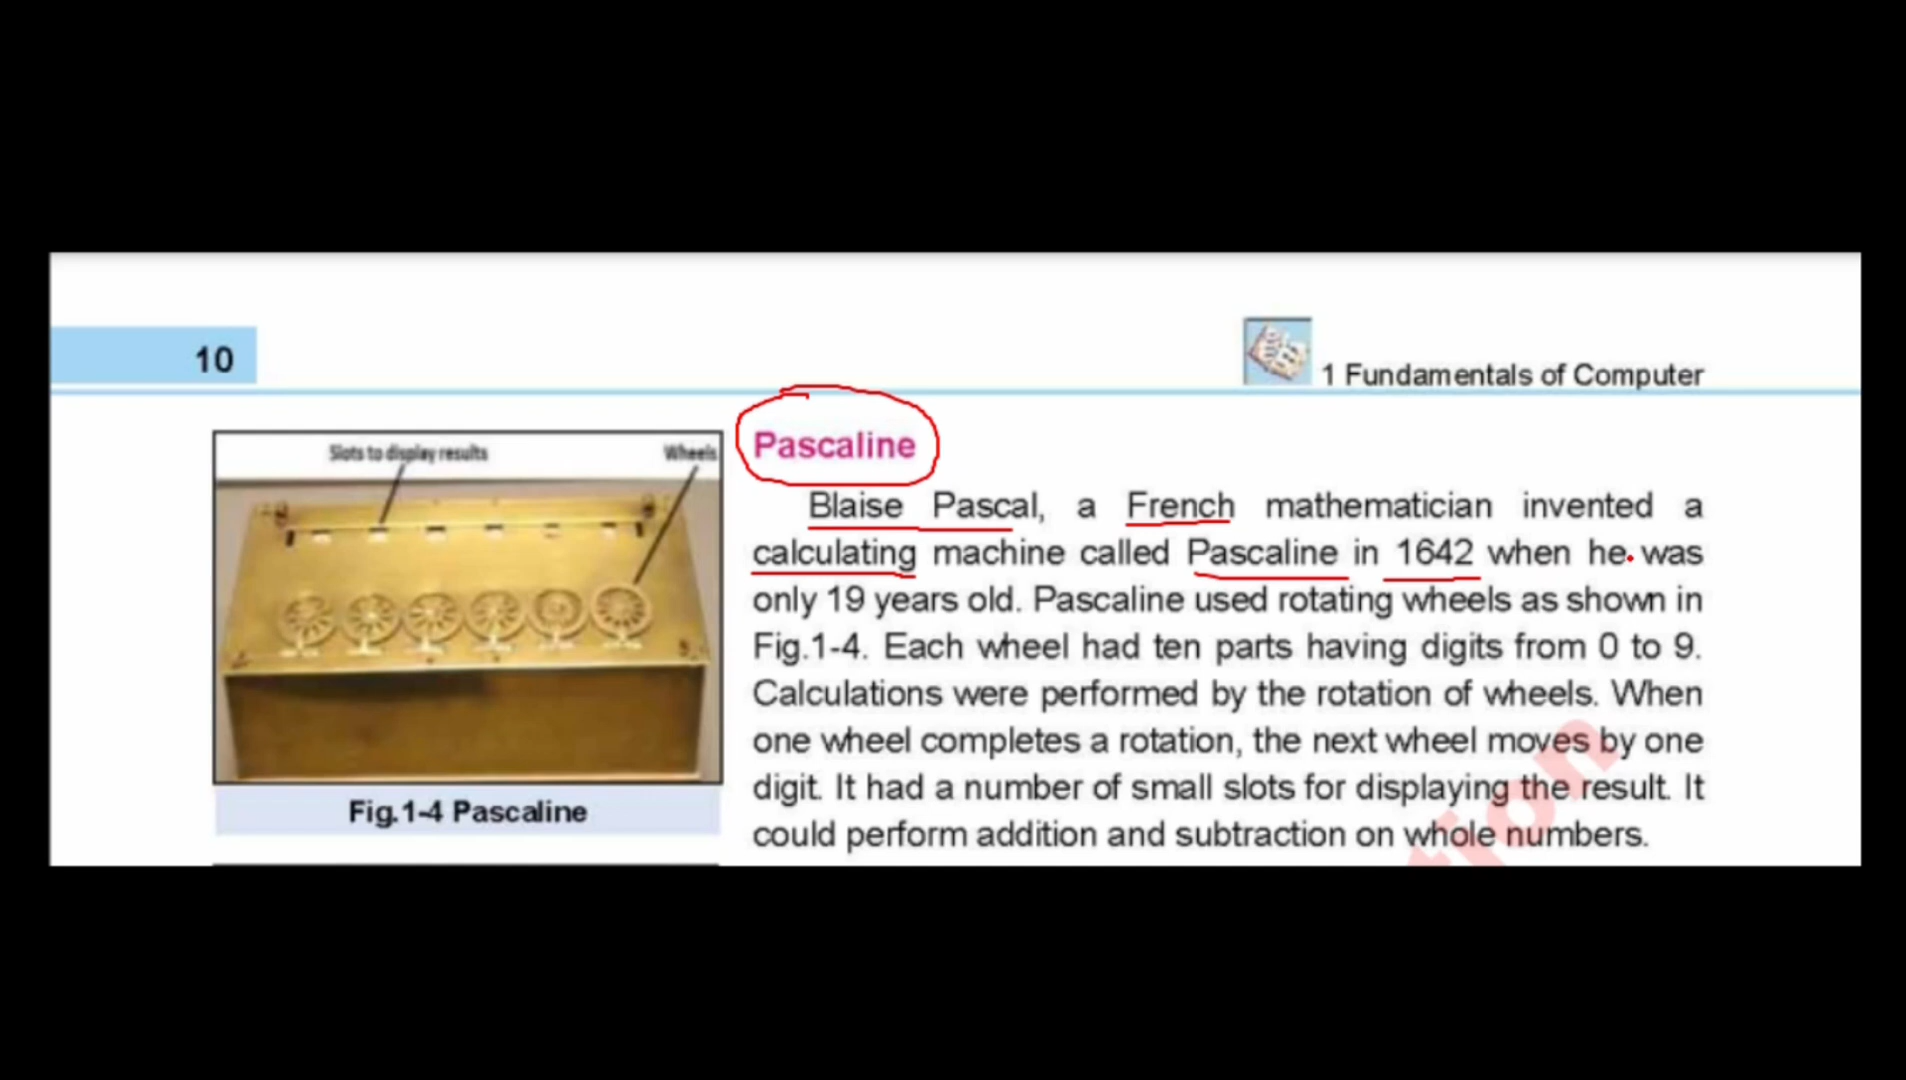 10
1 Fundamentals of Computer
Slots to display results
Wheels
Fig.1-4 Pascaline
Pascaline
Blaise Pascal, a French mathematician invented a
calculating machine called Pascaline in 1642 when he was
only 19 years old. Pascaline used rotating wheels as shown in
Fig.1-4. Each wheel had ten parts having digits from 0 to 9.
Calculations were performed by the rotation of wheels. When
one wheel completes a rotation, the next wheel moves by one
digit. It had a number of small slots for displaying the result. It
could perform addition and subtraction on whole numbers.